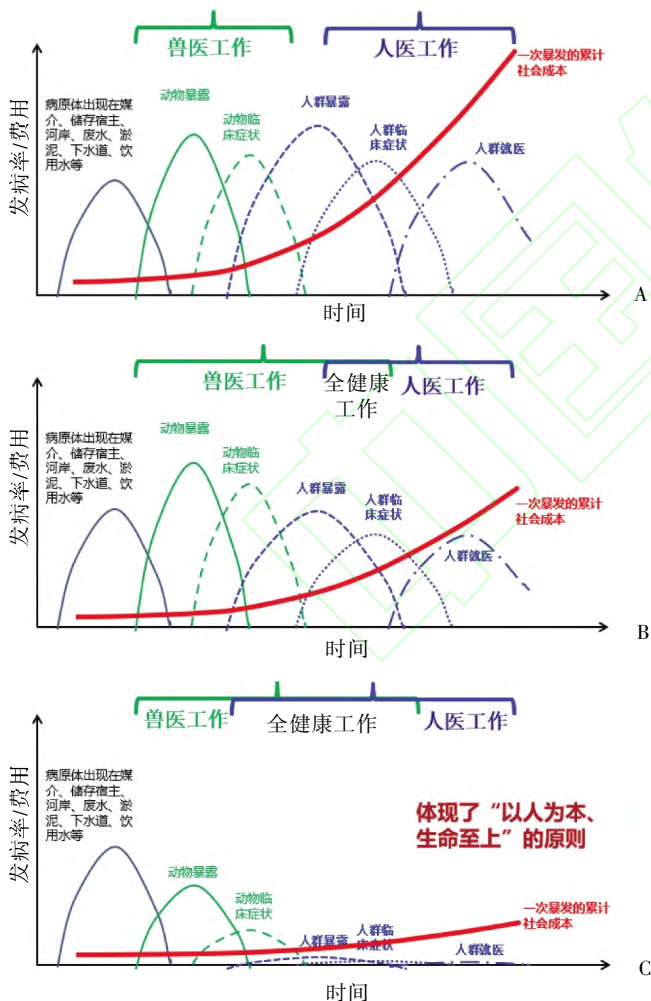 兽医工作
人医工作
一次暴发的累计
社会成本
病原体出现在媒
介、储存宿主、
河岸、废水、淤
泥、下水道、饮
用水等
动物暴露
动物临
床症状
人群暴露
人群临
床症状
人群就医
发病率/费用
时间
A
兽医工作
全健康
工作
人医工作
病原体出现在媒
介、储存宿主、
河岸、废水、淤
泥、下水道、饮
用水等
动物暴露
动物临
床症状
人群暴露
人群临
床症状
一次暴发的累计
社会成本
人群就医
发病率/费用
时间
B
兽医工作
全健康工作
人医工作
病原体出现在媒
介、储存宿主、
河岸、废水、淤
泥、下水道、饮
用水等
体现了“以人为本、
生命至上”的原则
动物暴露
动物临
床症状
人群暴露
人群临
床症状
一次暴发的累计
社会成本
人群就医
发病率/费用
时间
C